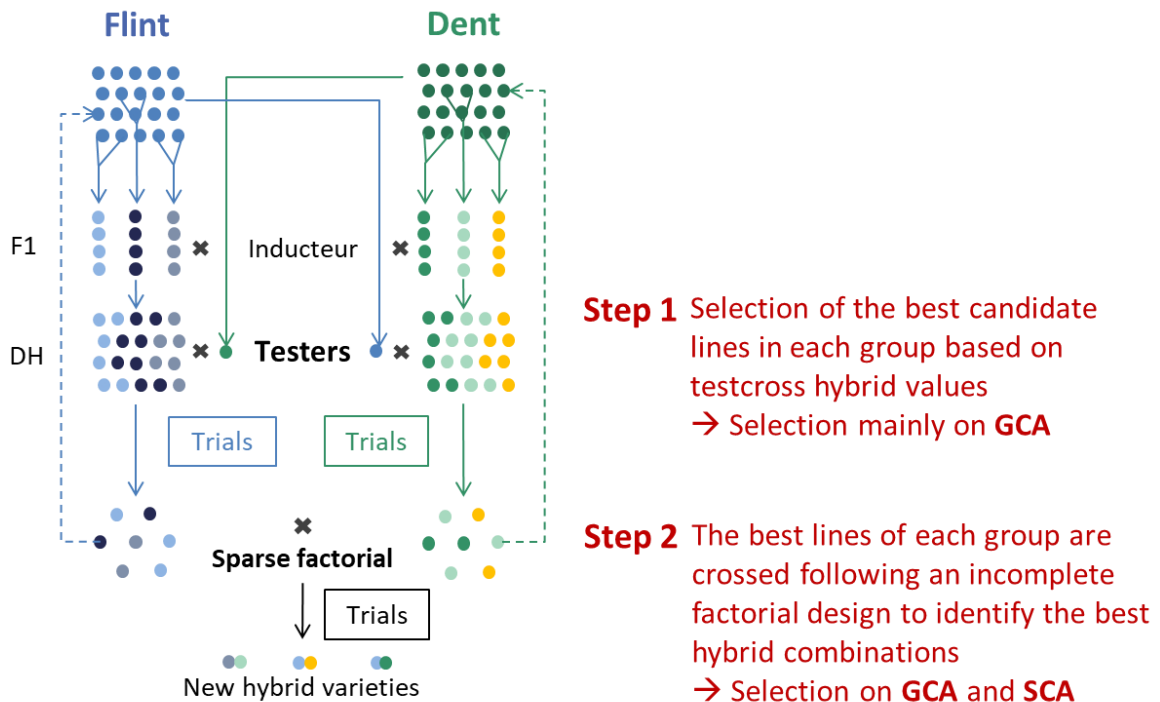 Flint
Dent
F1
Inducteur
DH
Testers
Trials
Trials
Sparse factorial
Trials
New hybrid varieties
Step 1 Selection of the best candidate
lines in each group based on
testcross hybrid values
→ Selection mainly on GCA
Step 2 The best lines of each group are
crossed following an incomplete
factorial design to identify the best
hybrid combinations
→ Selection on GCA and SCA